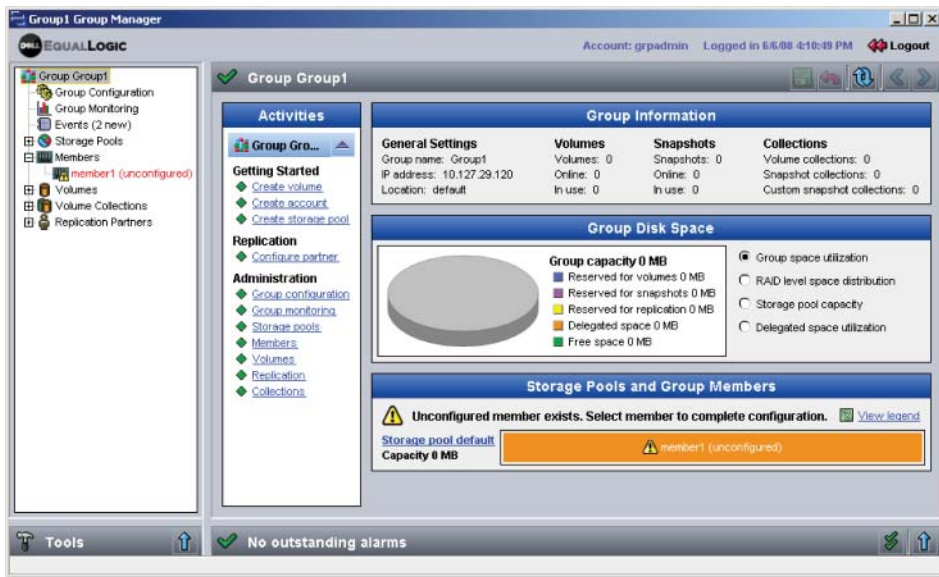 Group1 Group Manager
DELL EQUALLOGIC
Account: grpadmin Logged in 6/6/08 4:10:49 PM Logout
Group Group1
Group Configuration
Group Monitoring
Events (2 new)
Storage Pools
Members
member1 (unconfigured)
Volumes
Volume Collections
Replication Partners
Group Group1
Activities
Group Gro...
Getting Started
Create volume
Create account
Create storage pool
Replication
Configure partner
Administration
Group configuration
Group monitoring
Storage pools
Members
Volumes
Replication
Collections
Group Information
General Settings
Group name: Group1
IP address: 10.127.29.120
Location: default
Volumes
Volumes: 0
Online: 0
In use: 0
Snapshots
Snapshots: 0
Online: 0
In use: 0
Collections
Volume collections: 0
Snapshot collections: 0
Custom snapshot collections: 0
Group Disk Space
Group capacity 0 MB
Reserved for volumes 0 MB
Reserved for snapshots 0 MB
Reserved for replication 0 MB
Delegated space 0 MB
Free space 0 MB
Group space utilization
RAID level space distribution
Storage pool capacity
Delegated space utilization
Storage Pools and Group Members
Unconfigured member exists. Select member to complete configuration. View legend
Storage pool default
Capacity 0 MB
member1 (unconfigured)
Tools
No outstanding alarms